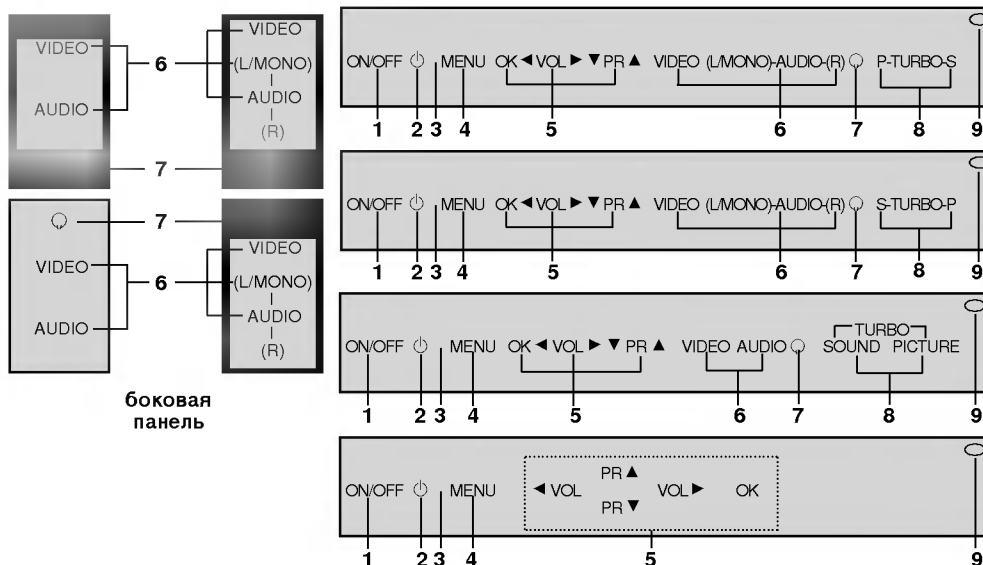 VIDEO
AUDIO
6
7
VIDEO
(L/MONO)
AUDIO
(R)
7
VIDEO
AUDIO
6
VIDEO
(L/MONO)
AUDIO
(R)
боковая
панель
ON/OFF MENU OK ◄ VOL ► ▼ PR ▲ VIDEO (L/MONO)-AUDIO-(R) P-TURBO-S
1 2 3 4 5 6 7 8 9
ON/OFF MENU OK ◄ VOL ► ▼ PR ▲ VIDEO (L/MONO)-AUDIO-(R) S-TURBO-P
1 2 3 4 5 6 7 8 9
TURBO
ON/OFF MENU OK ◄ VOL ► ▼ PR ▲ VIDEO AUDIO SOUND PICTURE
1 2 3 4 5 6 7 8 9
PR ▲
ON/OFF MENU ◄ VOL VOL ► OK
PR ▼
1 2 3 4 5 9